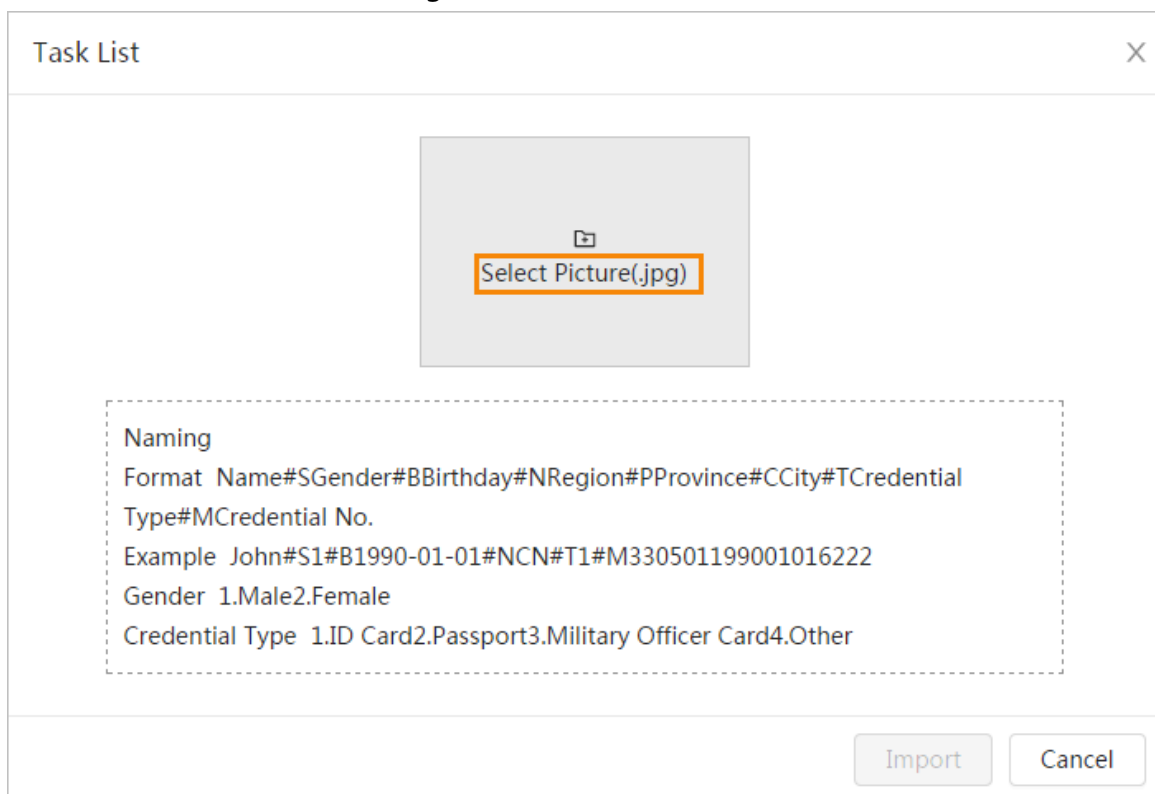 Task List
X
Select Picture(.jpg)
Naming
Format  Name#SGender#BBirthday#NRegion#PProvince#CCity#TCredential
Type#MCredential No.
Example  John#S1#B1990-01-01#NCN#T1#M330501199001016222
Gender  1.Male2.Female
Credential Type  1.ID Card2.Passport3.Military Officer Card4.Other
Import
Cancel